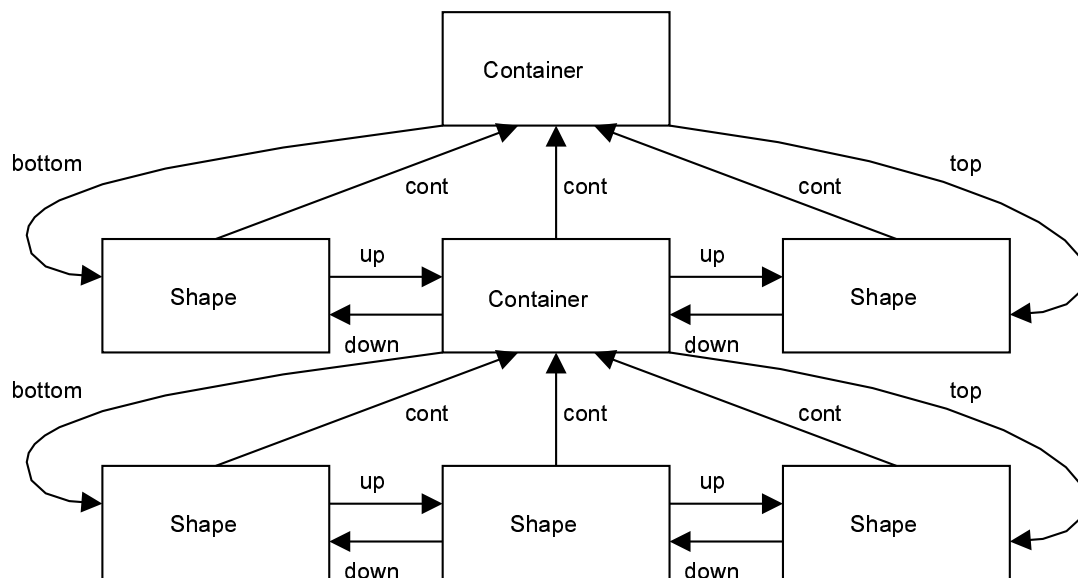 Container
bottom
top
cont
cont
cont
up
up
Shape
Container
Shape
down
down
bottom
top
cont
cont
cont
up
up
Shape
Shape
Shape
down
down